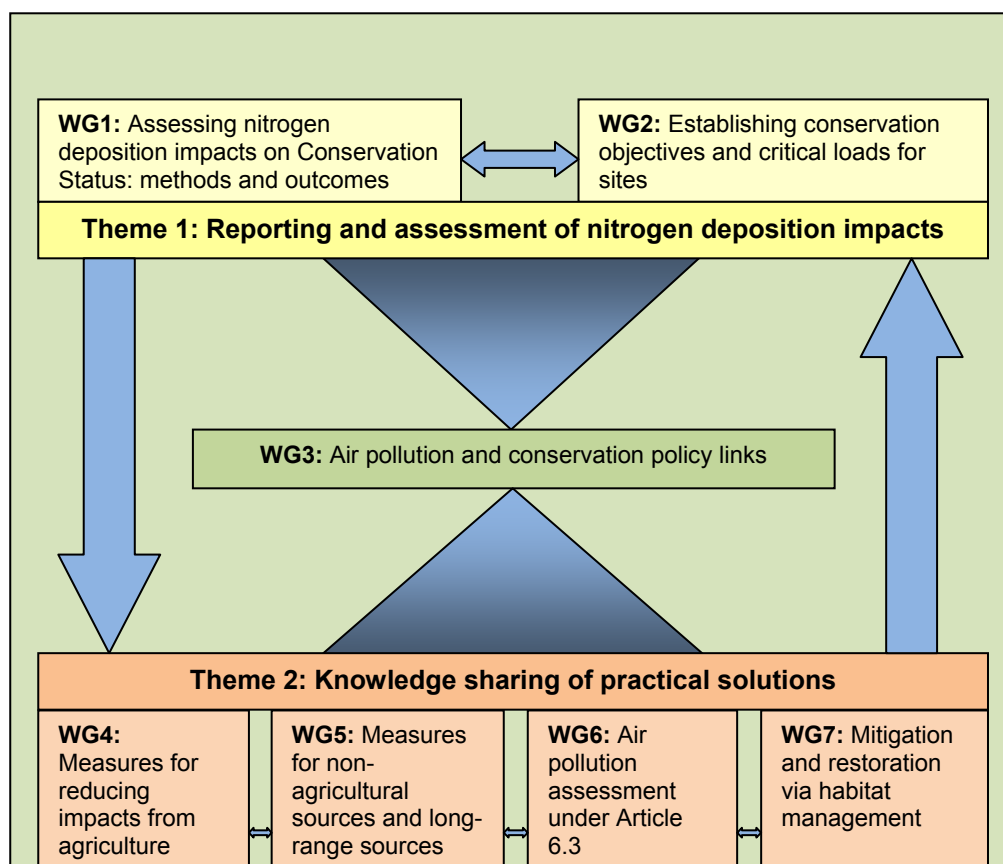 WG1: Assessing nitrogen
deposition impacts on Conservation
Status: methods and outcomes
WG2: Establishing conservation
objectives and critical loads for
sites
Theme 1: Reporting and assessment of nitrogen deposition impacts
WG3: Air pollution and conservation policy links
Theme 2: Knowledge sharing of practical solutions
WG4:
Measures for
reducing
impacts from
agriculture
WG5: Measures
for non-
agricultural
sources and long-
range sources
WG6: Air
pollution
assessment
under Article
6.3
WG7: Mitigation
and restoration
via habitat
management